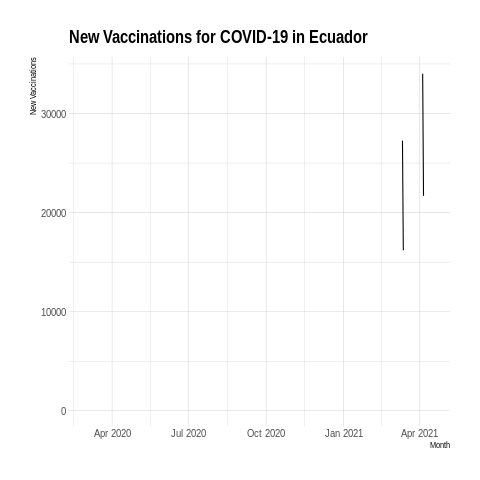 New Vaccinations for COVID-19 in Ecuador
New Vaccinations
30000
20000
10000
0
Apr 2020 Jul 2020 Oct 2020 Jan 2021 Apr 2021
Month